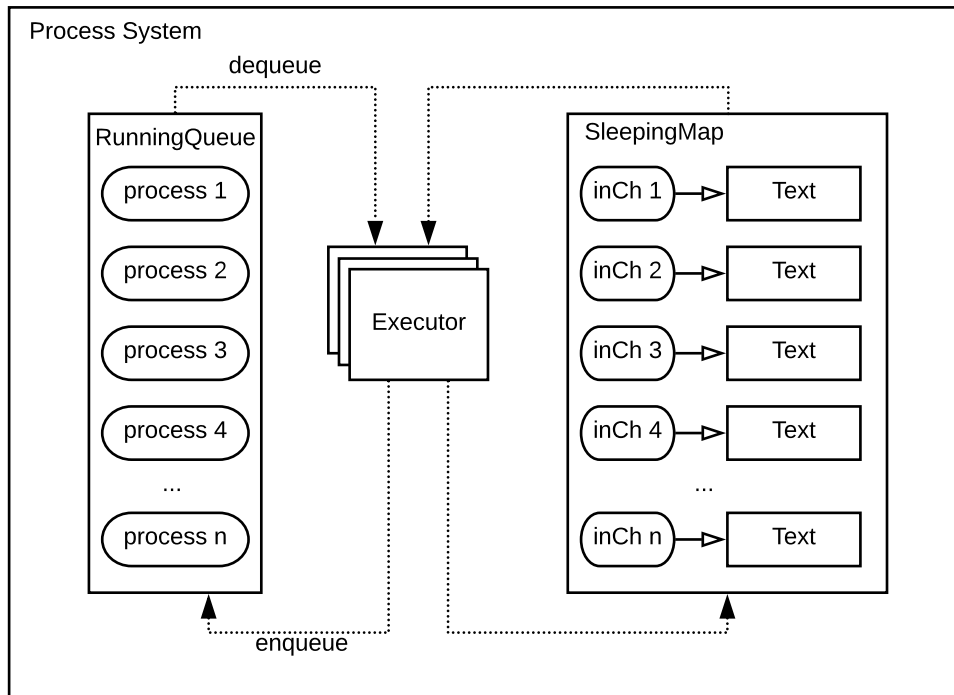 Process System
dequeue
RunningQueue
process 1
process 2
process 3
process 4
...
process n
enqueue
Executor
SleepingMap
inCh 1
Text
inCh 2
Text
inCh 3
Text
inCh 4
Text
...
inCh n
Text